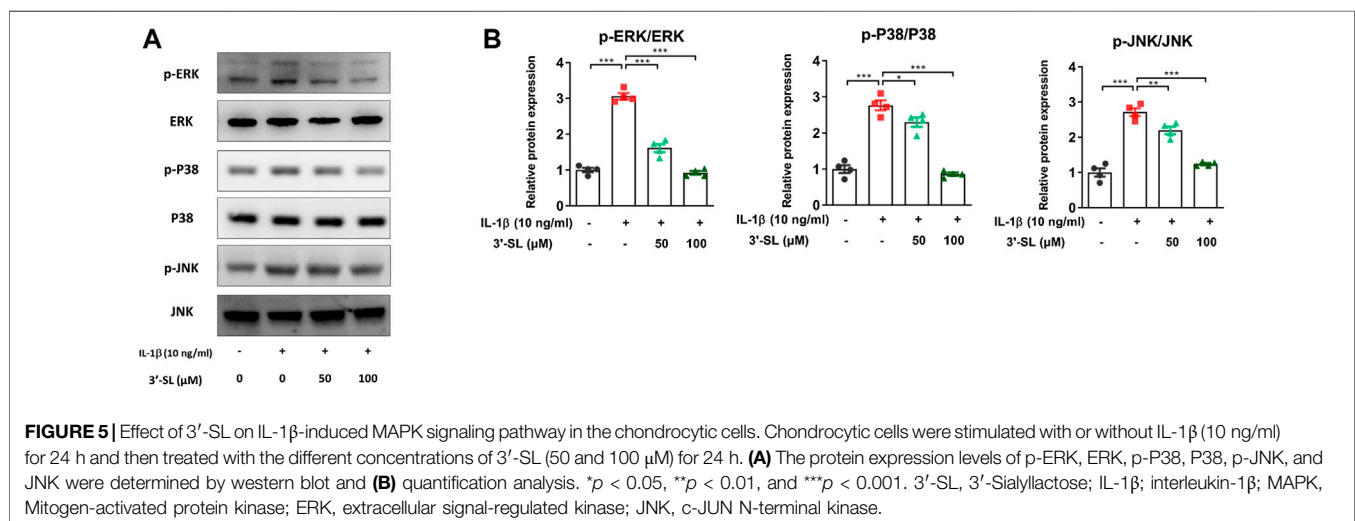 A
p-ERK
ERK
p-P38
P38
p-JNK
JNK
IL-1β (10 ng/ml) - + + +
3′-SL (μM) 0 0 50 100
B
p-ERK/ERK
Relative protein expression
4
3
2
1
0
*** *** ***
IL-1β (10 ng/ml) - + + +
3'-SL (μM) - - 50 100
p-P38/P38
Relative protein expression
4
3
2
1
0
*** * ***
IL-1β (10 ng/ml) - + + +
3'-SL (μM) - - 50 100
p-JNK/JNK
Relative protein expression
4
3
2
1
0
*** ** ***
IL-1β (10 ng/ml) - + + +
3'-SL (μM) - - 50 100
FIGURE 5 | Effect of 3′-SL on IL-1β-induced MAPK signaling pathway in the chondrocytic cells. Chondrocytic cells were stimulated with or without IL-1β (10 ng/ml)
for 24 h and then treated with the different concentrations of 3′-SL (50 and 100 μM) for 24 h. (A) The protein expression levels of p-ERK, ERK, p-P38, P38, p-JNK, and
JNK were determined by western blot and (B) quantification analysis. *p < 0.05, **p < 0.01, and ***p < 0.001. 3′-SL, 3′-Sialyllactose; IL-1β; interleukin-1β; MAPK,
Mitogen-activated protein kinase; ERK, extracellular signal-regulated kinase; JNK, c-JUN N-terminal kinase.